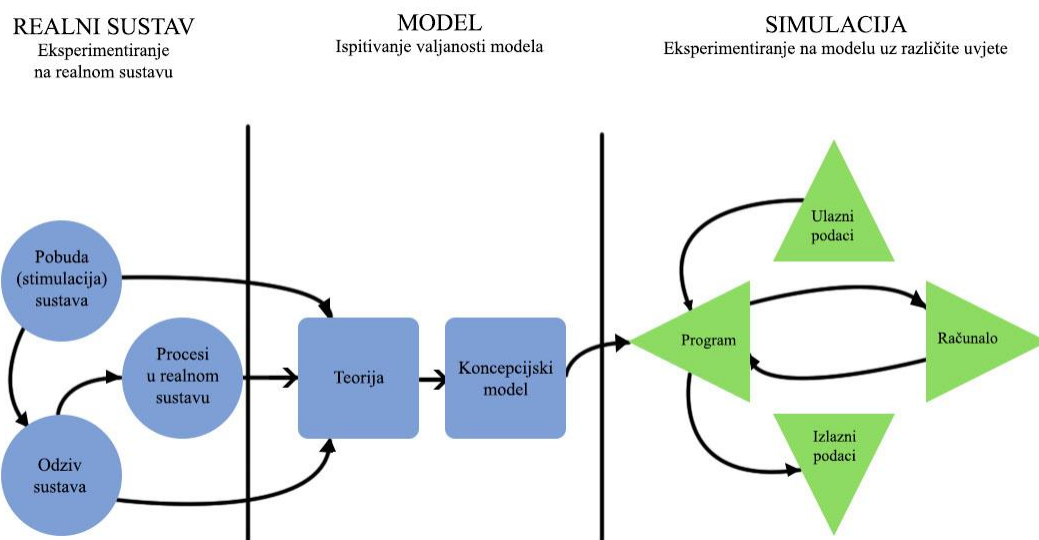 REALNI SUSTAV
Eksperimentiranje
na realnom sustavu
MODEL
Ispitivanje valjanosti modela
SIMULACIJA
Eksperimentiranje na modelu uz različite uvjete
Pobuda
(stimulacija)
sustava
Procesi
u realnom
sustavu
Odziv
sustava
Teorija
Koncepcijski
model
Ulazni
podaci
Program
Računalo
Izlazni
podaci